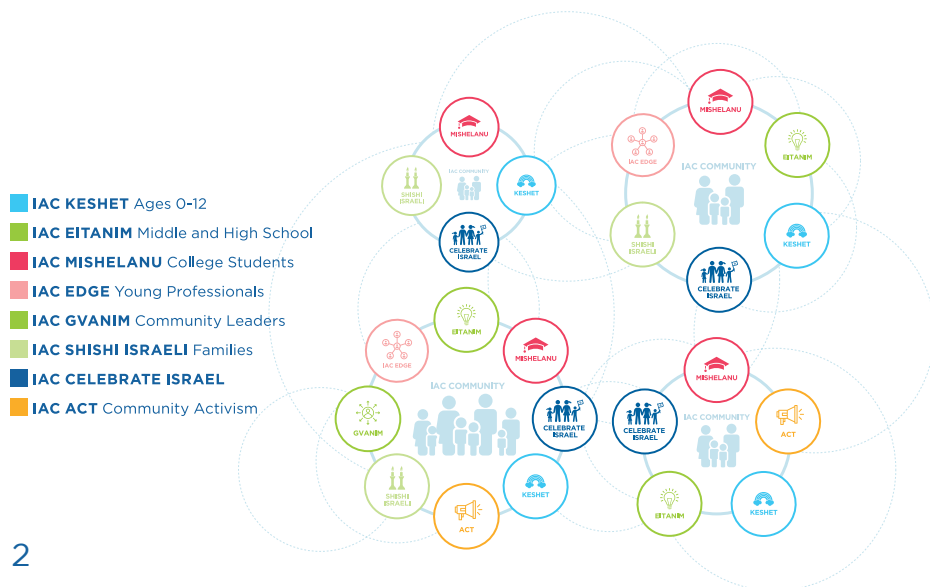 IAC KESHET Ages 0-12
IAC EITANIM Middle and High School
IAC MISHELANU College Students
IAC EDGE Young Professionals
IAC GVANIM Community Leaders
IAC SHISHI ISRAELI Families
IAC CELEBRATE ISRAEL
IAC ACT Community Activism
MISHELANU
SHISHI
ISRAELI
IAC COMMUNITY
KESHET
CELEBRATE
ISRAEL
MISHELANU
IAC EDGE
IAC COMMUNITY
EITANIM
SHISHI
ISRAELI
KESHET
CELEBRATE
ISRAEL
EITANIM
IAC EDGE
MISHELANU
IAC COMMUNITY
GVANIM
CELEBRATE
ISRAEL
SHISHI
ISRAELI
KESHET
ACT
MISHELANU
CELEBRATE
ISRAEL
IAC COMMUNITY
ACT
EITANIM
KESHET
2